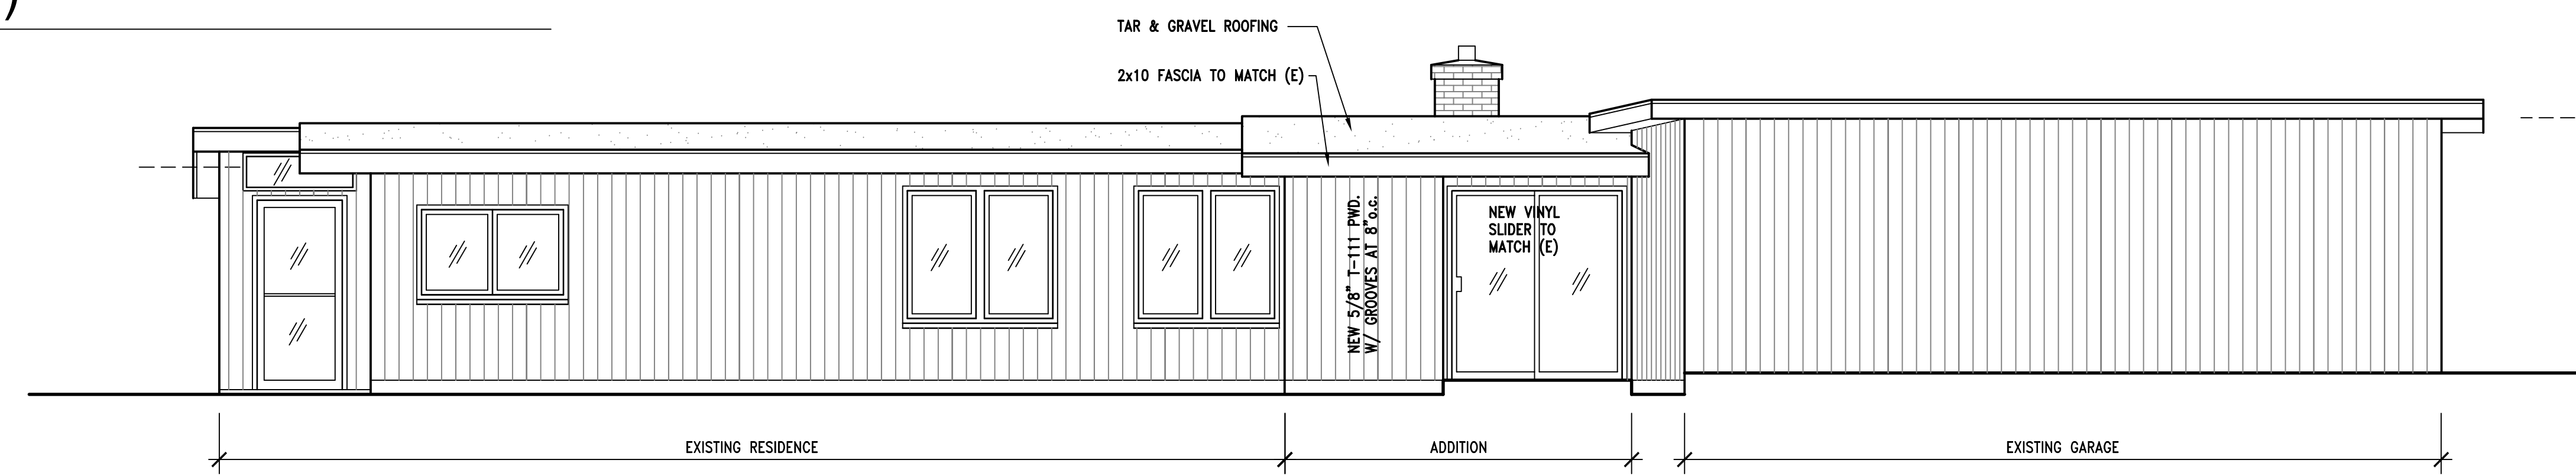 )
TAR & GRAVEL ROOFING
2x10 FASCIA TO MATCH (E)
NEW 5/8" T-111 PWD.
W/ GROOVES AT 8"o.c.
NEW VINYL
SLIDER TO
MATCH (E)
EXISTING RESIDENCE
ADDITION
EXISTING GARAGE